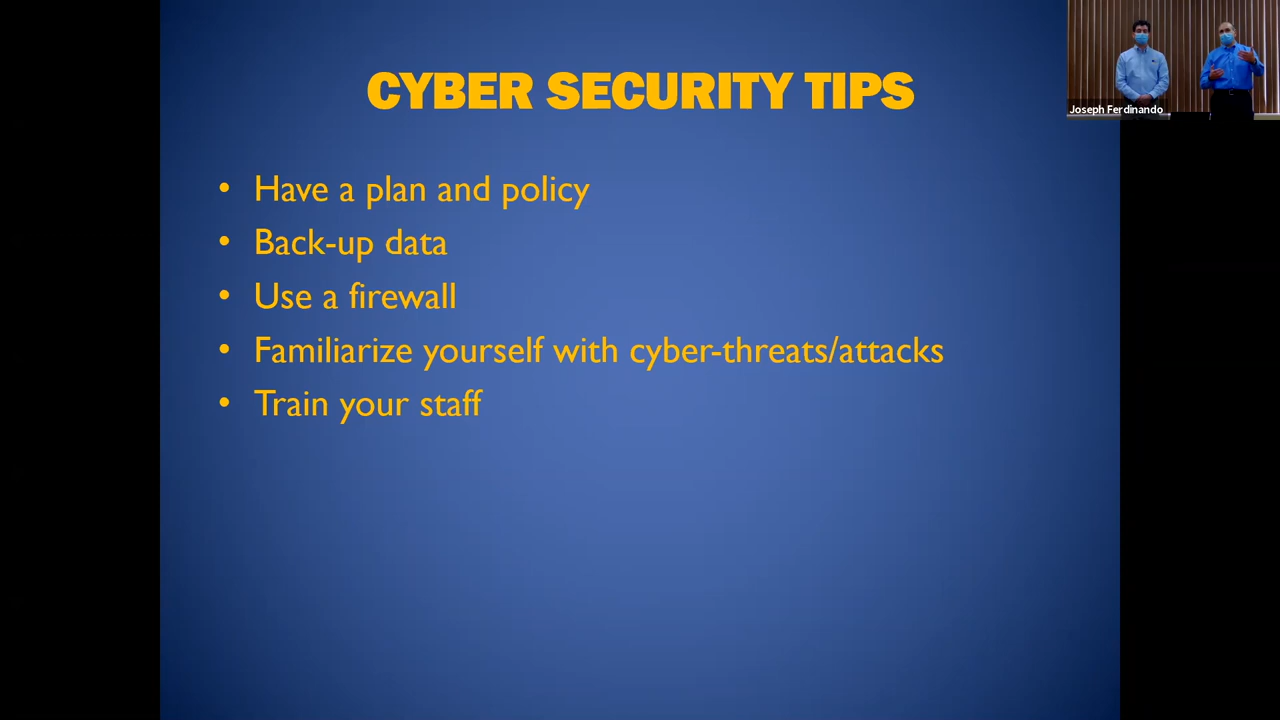 CYBER SECURITY TIPS
• Have a plan and policy
• Back-up data
• Use a firewall
• Familiarize yourself with cyber-threats/attacks
• Train your staff
Joseph Ferdinando